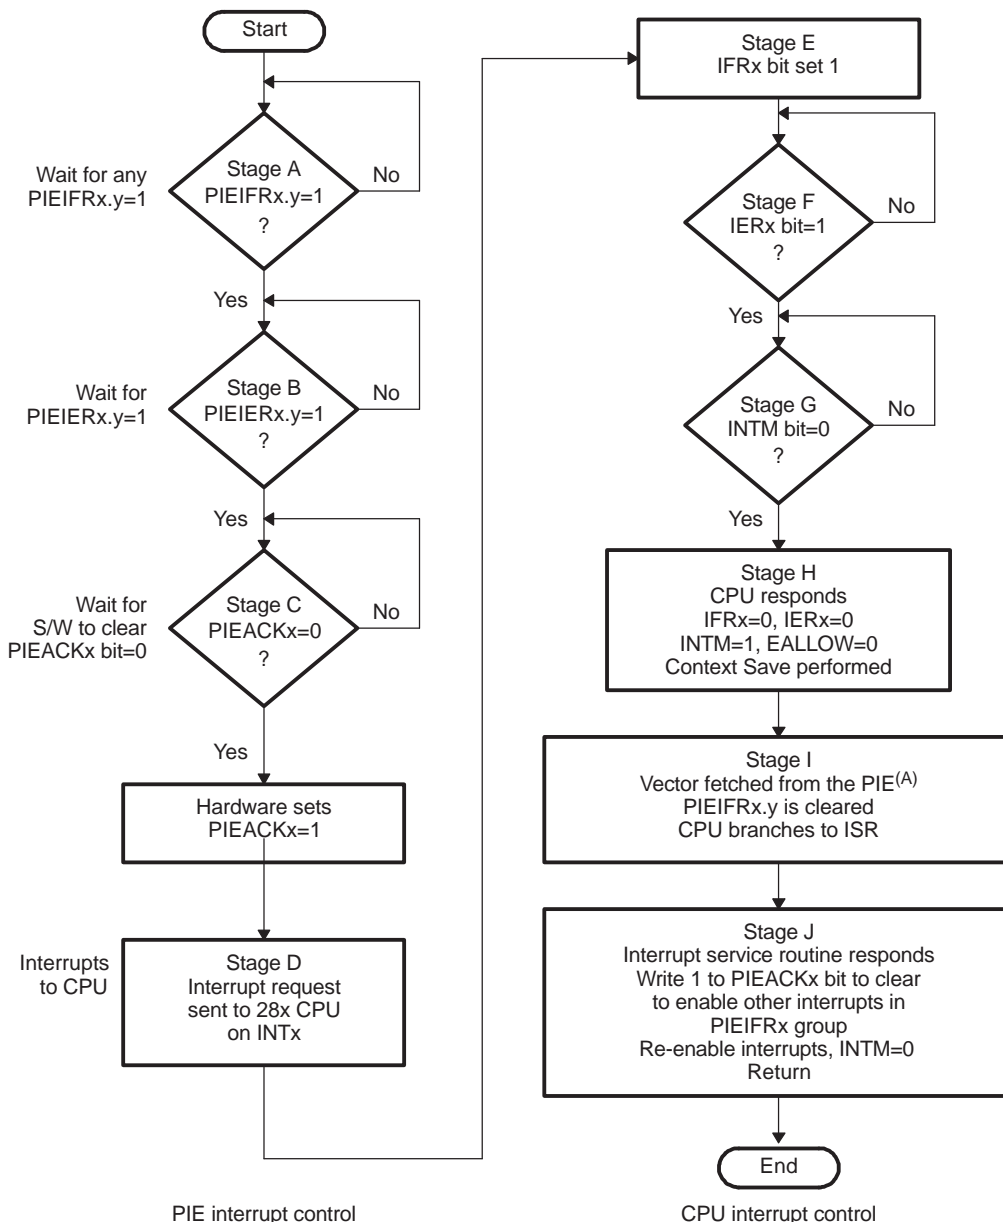 Start
Wait for any
PIEIFRx.y=1
Stage A
PIEIFRx.y=1
?
No
Yes
Wait for
PIEIERx.y=1
Stage B
PIEIERx.y=1
?
No
Yes
Wait for
S/W to clear
PIEACKx bit=0
Stage C
PIEACKx=0
?
No
Yes
Hardware sets
PIEACKx=1
Interrupts
to CPU
Stage D
Interrupt request
sent to 28x CPU
on INTx
PIE interrupt control
Stage E
IFRx bit set 1
Stage F
IERx bit=1
?
No
Yes
Stage G
INTM bit=0
?
No
Yes
Stage H
CPU responds
IFRx=0, IERx=0
INTM=1, EALLOW=0
Context Save performed
Stage I
Vector fetched from the PIE(A)
PIEIFRx.y is cleared
CPU branches to ISR
Stage J
Interrupt service routine responds
Write 1 to PIEACKx bit to clear
to enable other interrupts in
PIEIFRx group
Re-enable interrupts, INTM=0
Return
End
CPU interrupt control